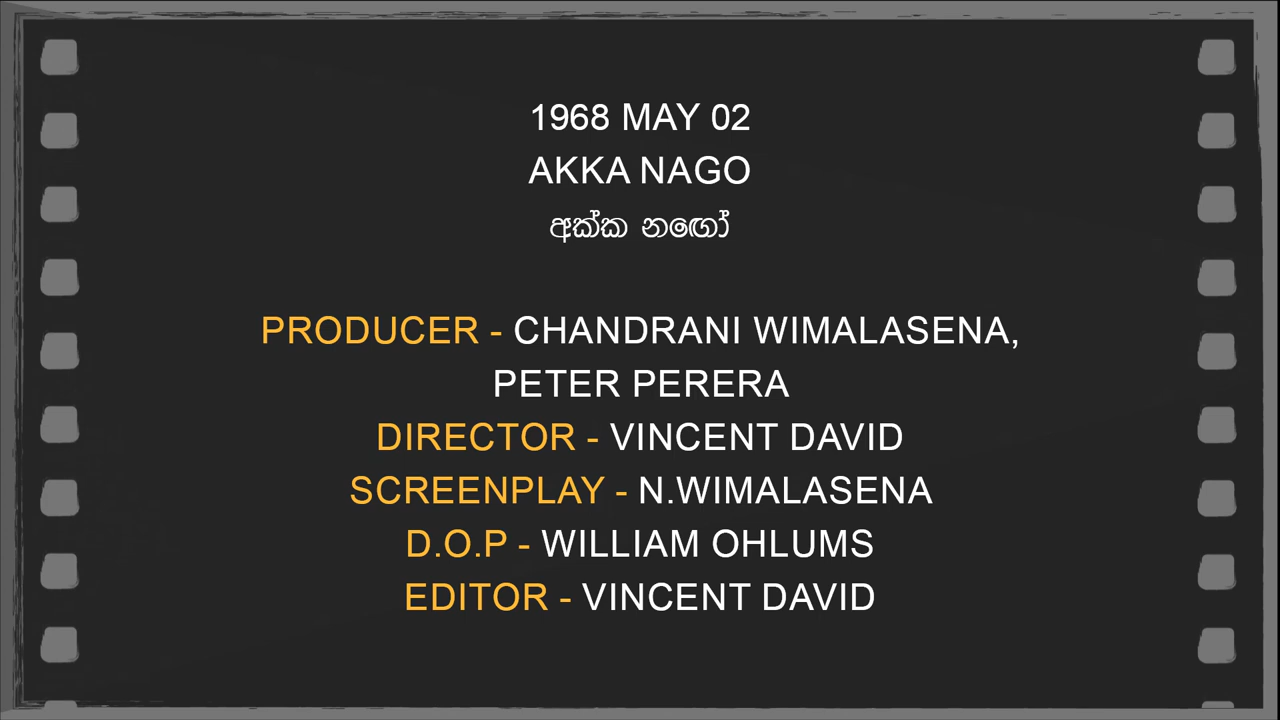 1968 MAY 02
AKKA NAGO
අක්ක නඟෝ
PRODUCER - CHANDRANI WIMALASENA,
PETER PERERA
DIRECTOR - VINCENT DAVID
SCREENPLAY - N.WIMALASENA
D.O.P - WILLIAM OHLUMS
EDITOR - VINCENT DAVID